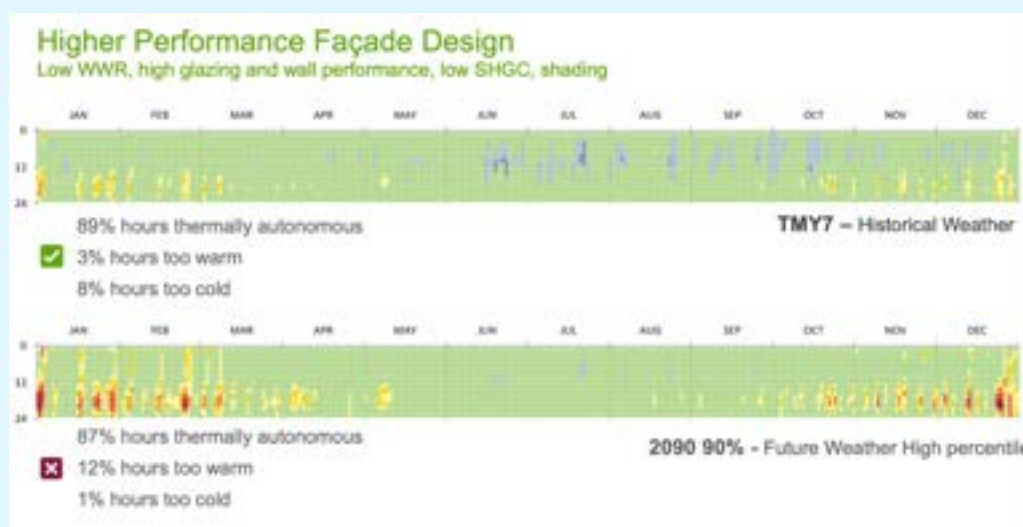 Higher Performance Façade Design
Low WWR, high glazing and wall performance, low SHGC, shading
JAN FEB MAR APR MAY JUN JUL AUG SEP OCT NOV DEC
0
12
24
89% hours thermally autonomous
TMY7 – Historical Weather
3% hours too warm
8% hours too cold
JAN FEB MAR APR MAY JUN JUL AUG SEP OCT NOV DEC
0
12
24
87% hours thermally autonomous
2090 90% - Future Weather High percentile
12% hours too warm
1% hours too cold